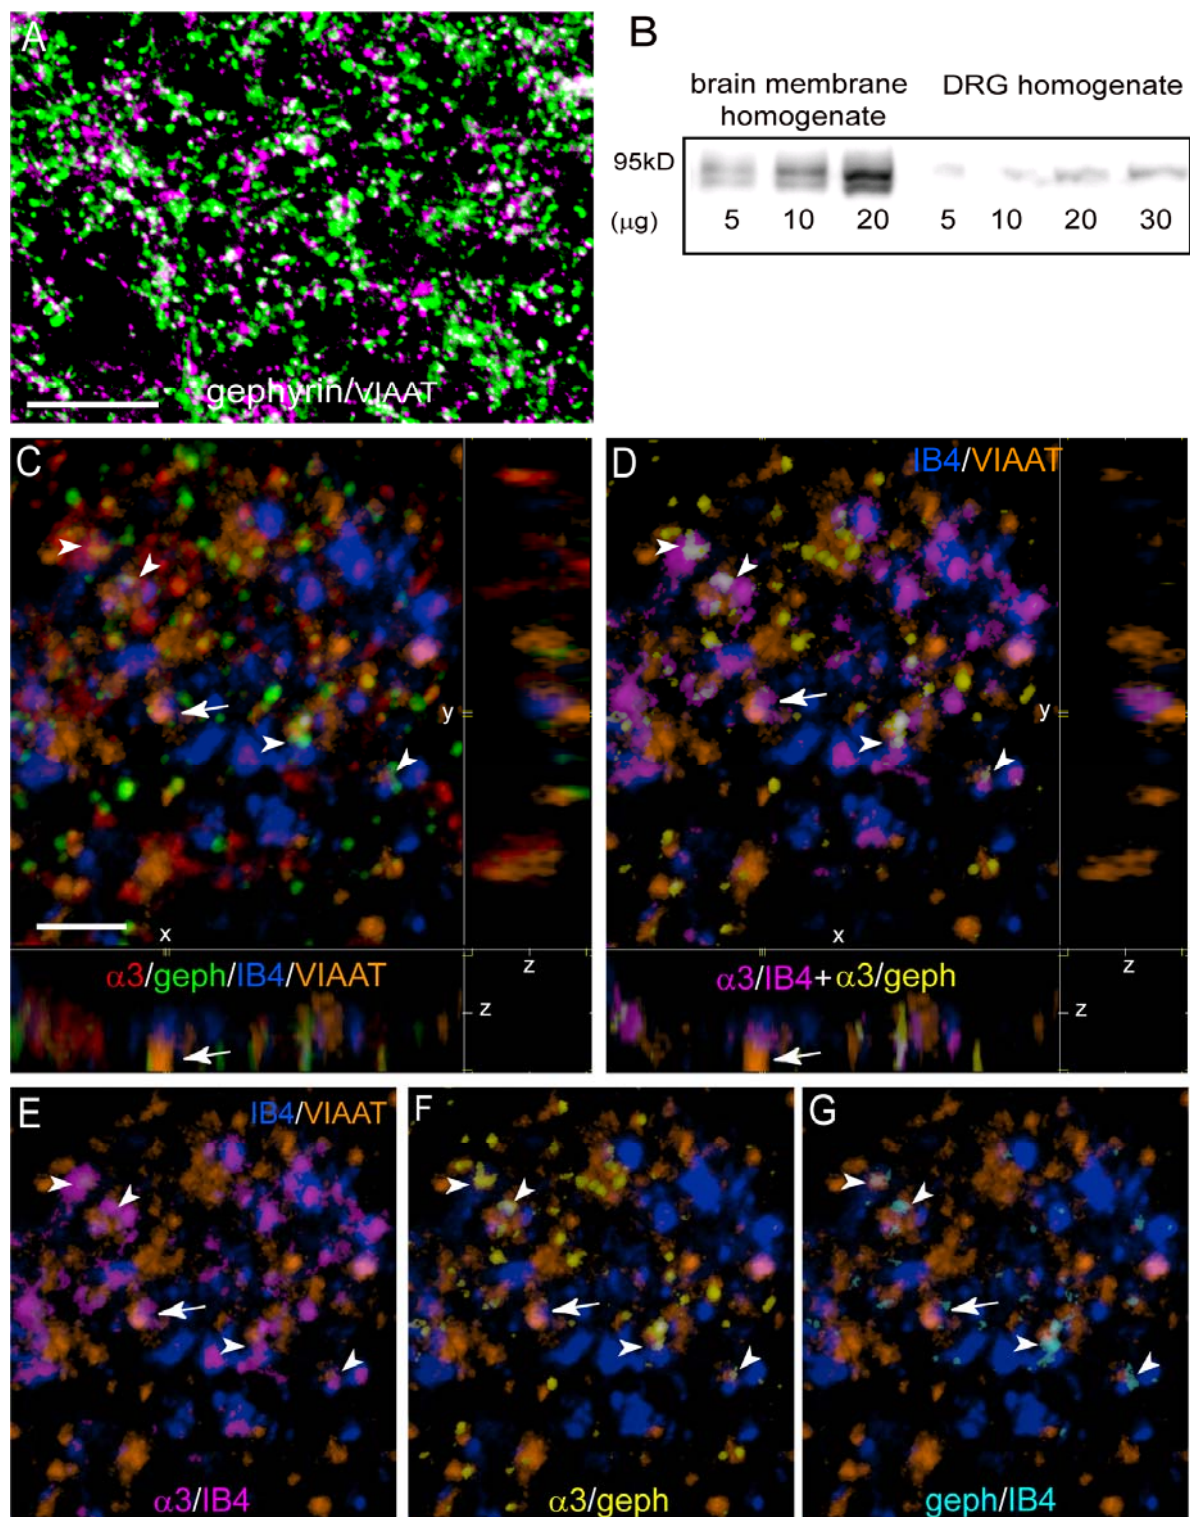 A
gephyrin/VIAAT
B
brain membrane homogenate
DRG homogenate
95kD
(µg)
5 10 20 5 10 20 30
C
y
x
α3/geph/IB4/VIAAT
z
z
D
IB4/VIAAT
y
x
α3/IB4+α3/geph
z
z
E
IB4/VIAAT
α3/IB4
F
α3/geph
G
geph/IB4